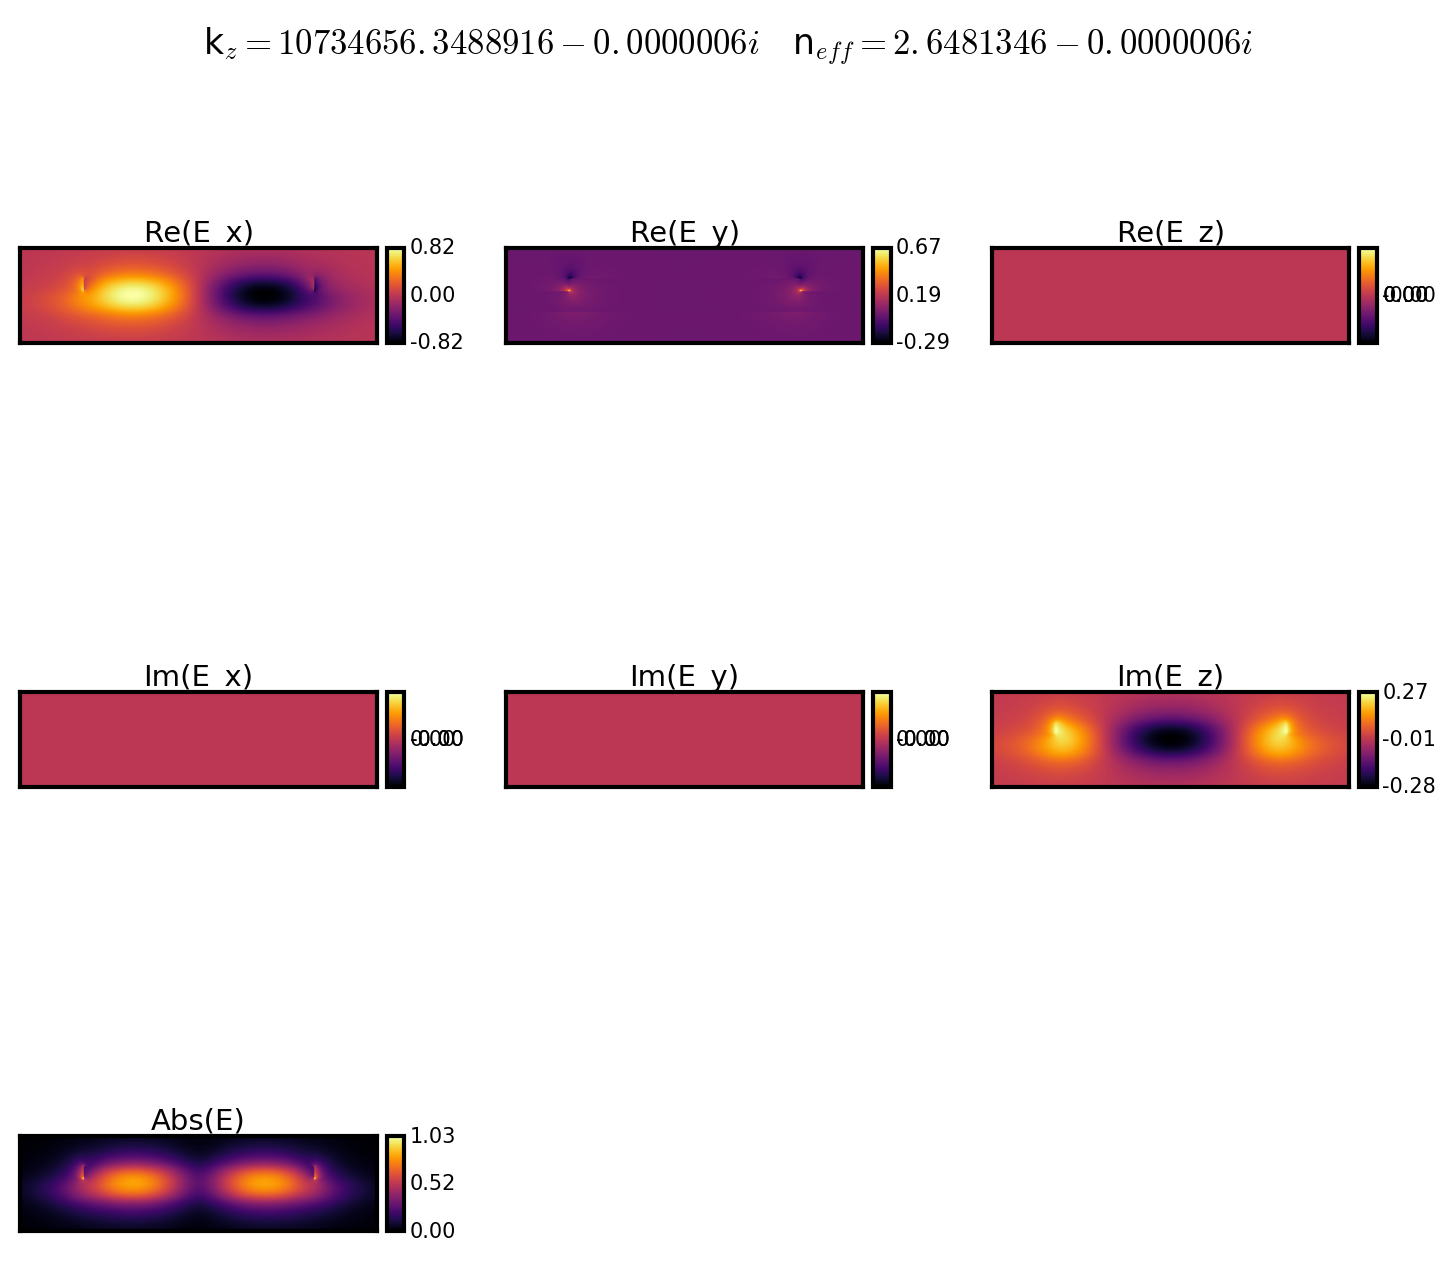 k_z = 10734656.3488916 − 0.0000006i n_eff = 2.6481346 − 0.0000006i
Re(E_x)
0.82
0.00
-0.82
Re(E_y)
0.67
0.19
-0.29
Re(E_z)
Im(E_x)
Im(E_y)
Im(E_z)
0.27
-0.01
-0.28
Abs(E)
1.03
0.52
0.00